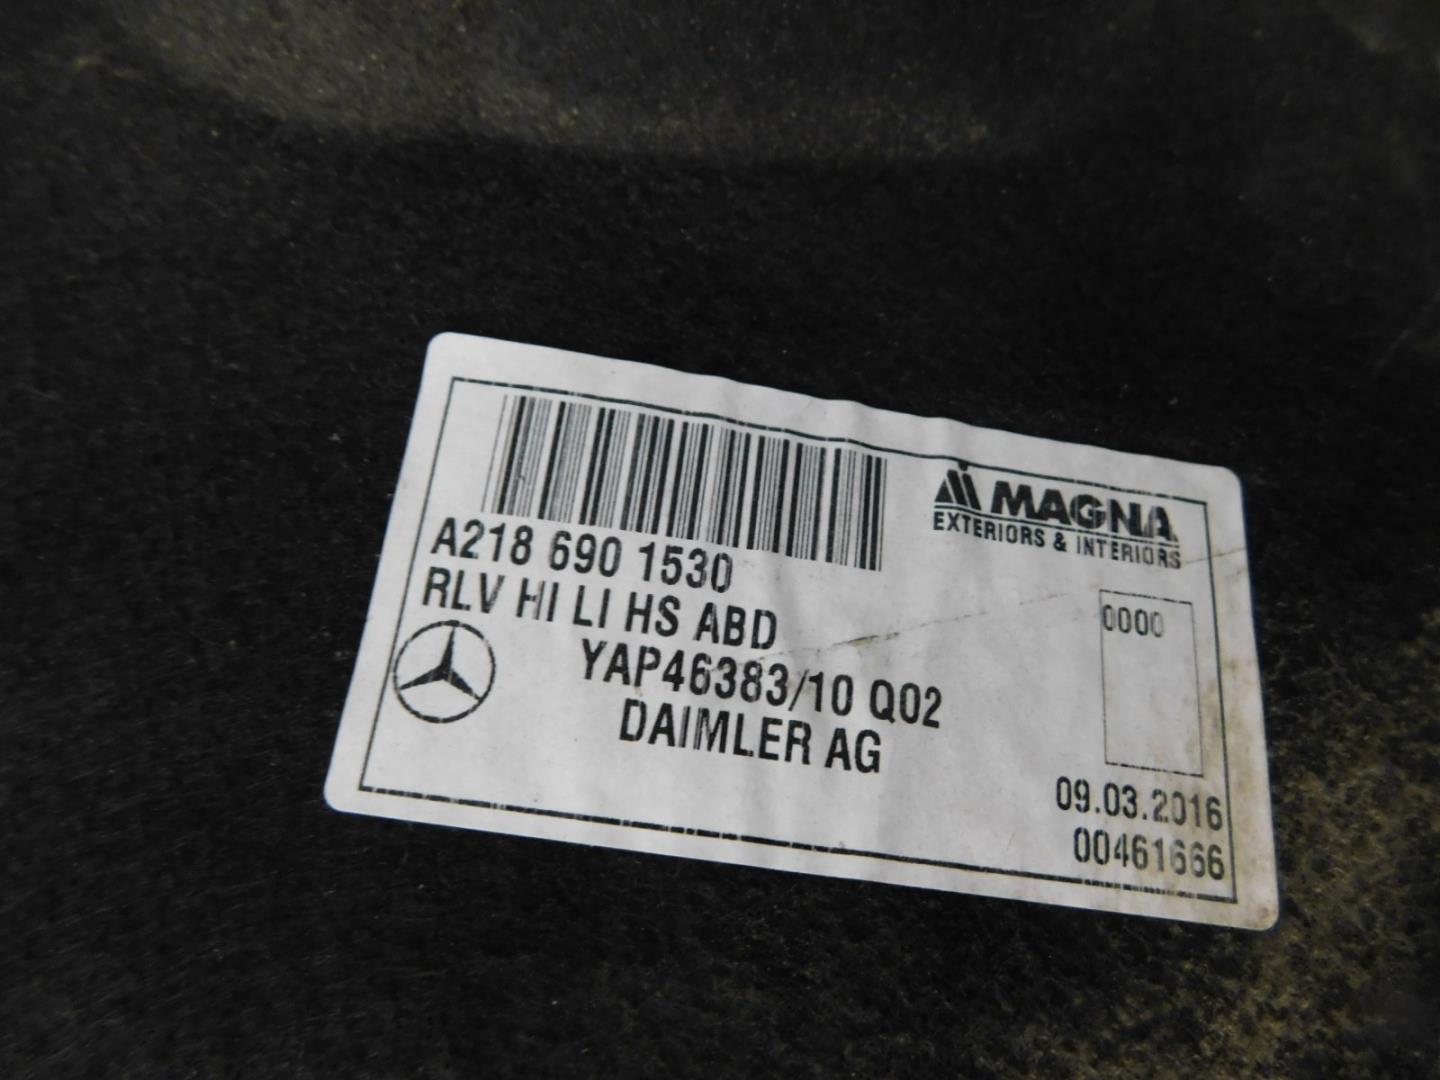 MAGNA
EXTERIORS & INTERIORS
A218 690 1530
RLV HI LI HS ABD
YAP46383/10 Q02
DAIMLER AG
0000
09.03.2016
00461666